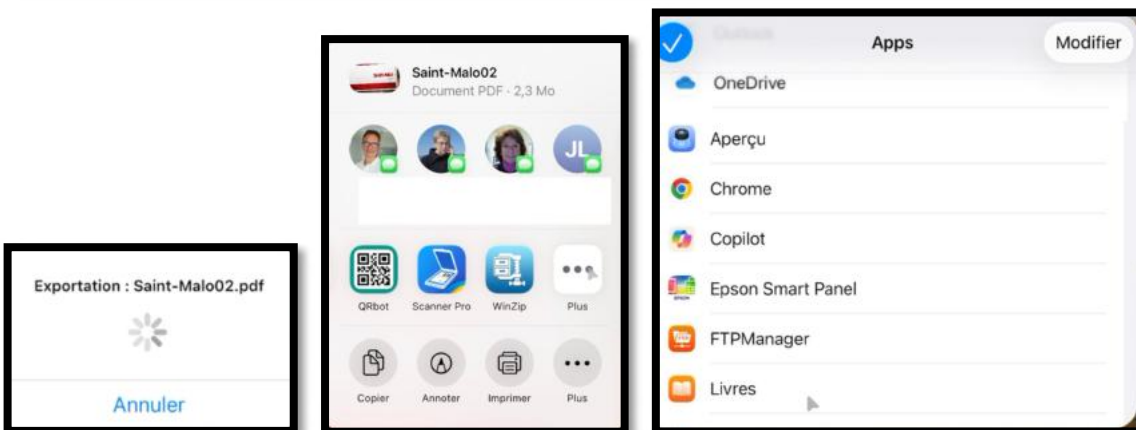 Exportation : Saint-Malo02.pdf
Annuler
Saint-Malo02
Document PDF - 2,3 Mo
JL
QRbot
Scanner Pro
WinZip
Plus
Copier
Annoter
Imprimer
Plus
Apps
Modifier
OneDrive
Aperçu
Chrome
Copilot
Epson Smart Panel
FTPManager
Livres